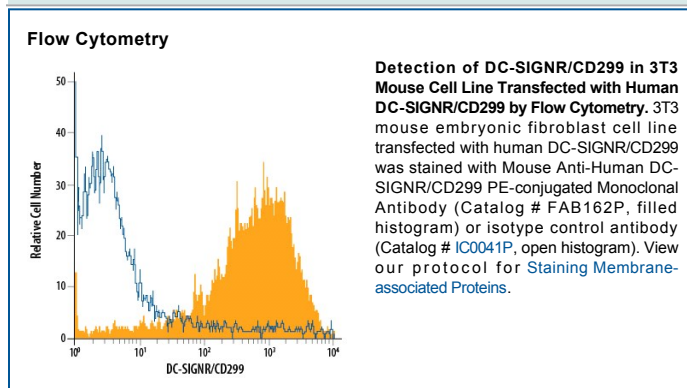 Flow Cytometry
50
40
30
20
10
0
Relative Cell Number
10⁰ 10¹ 10² 10³ 10⁴
DC-SIGNR/CD299
Detection of DC-SIGNR/CD299 in 3T3
Mouse Cell Line Transfected with Human
DC-SIGNR/CD299 by Flow Cytometry. 3T3
mouse embryonic fibroblast cell line
transfected with human DC-SIGNR/CD299
was stained with Mouse Anti-Human DC-
SIGNR/CD299 PE-conjugated Monoclonal
Antibody (Catalog # FAB162P, filled
histogram) or isotype control antibody
(Catalog # IC0041P, open histogram). View
our protocol for Staining Membrane-
associated Proteins.